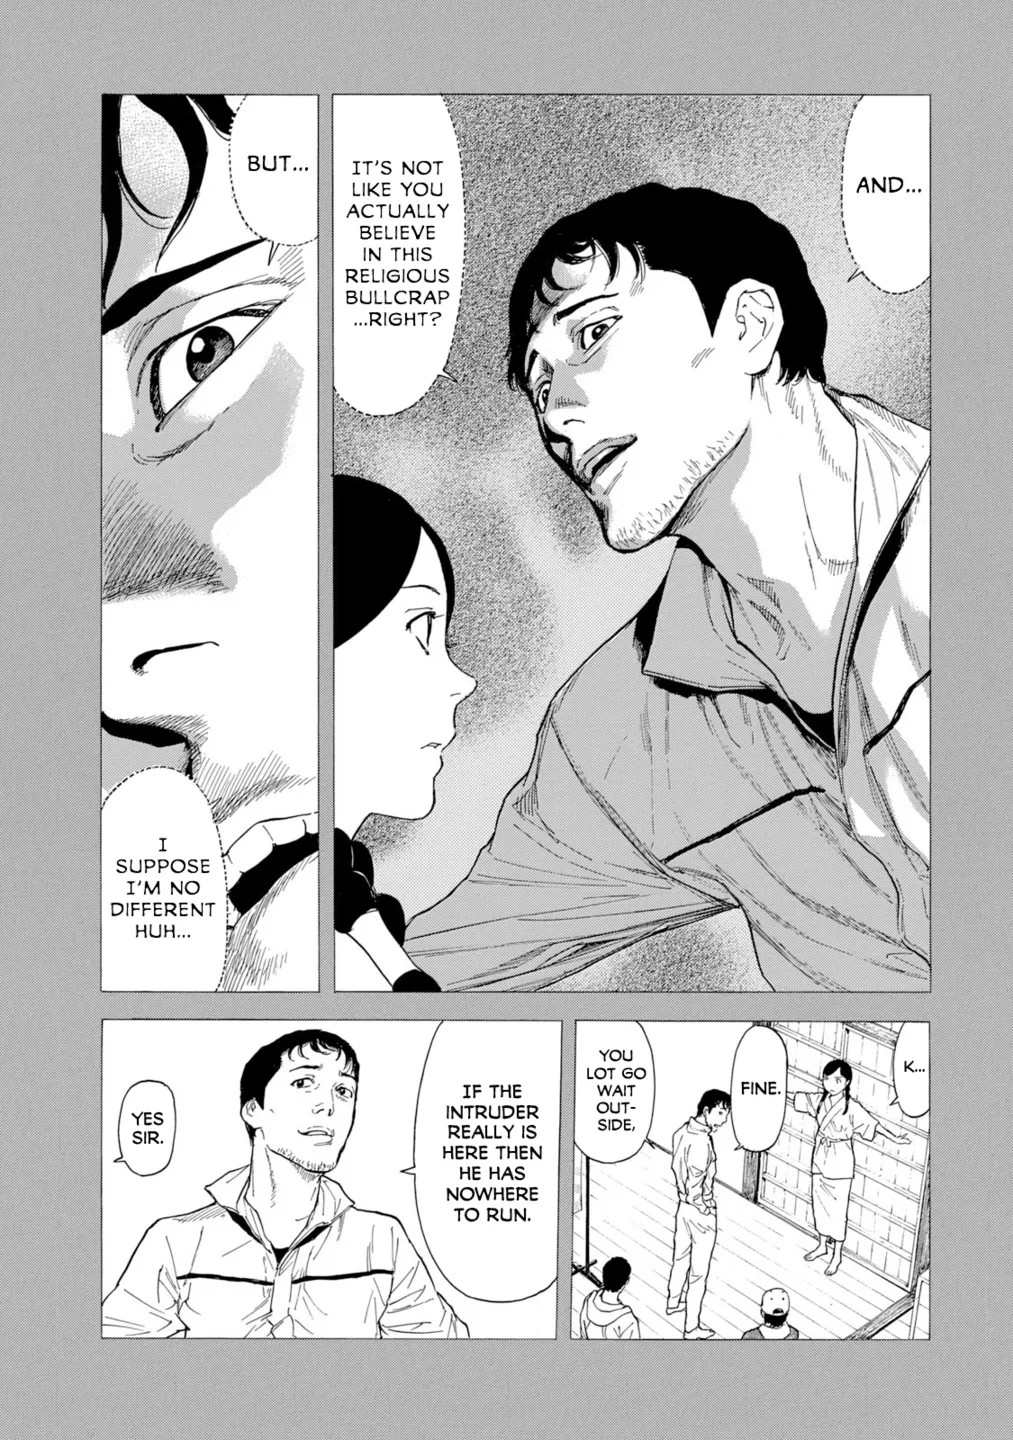 AND...
IT'S NOT
LIKE YOU
ACTUALLY
BELIEVE
IN THIS
RELIGIOUS
BULLCRAP
...RIGHT?
BUT...
I
SUPPOSE
I'M NO
DIFFERENT
HUH...
K...
FINE.
YOU
LOT GO
WAIT
OUT-
SIDE,
IF THE
INTRUDER
REALLY IS
HERE THEN
HE HAS
NOWHERE
TO RUN.
YES
SIR.